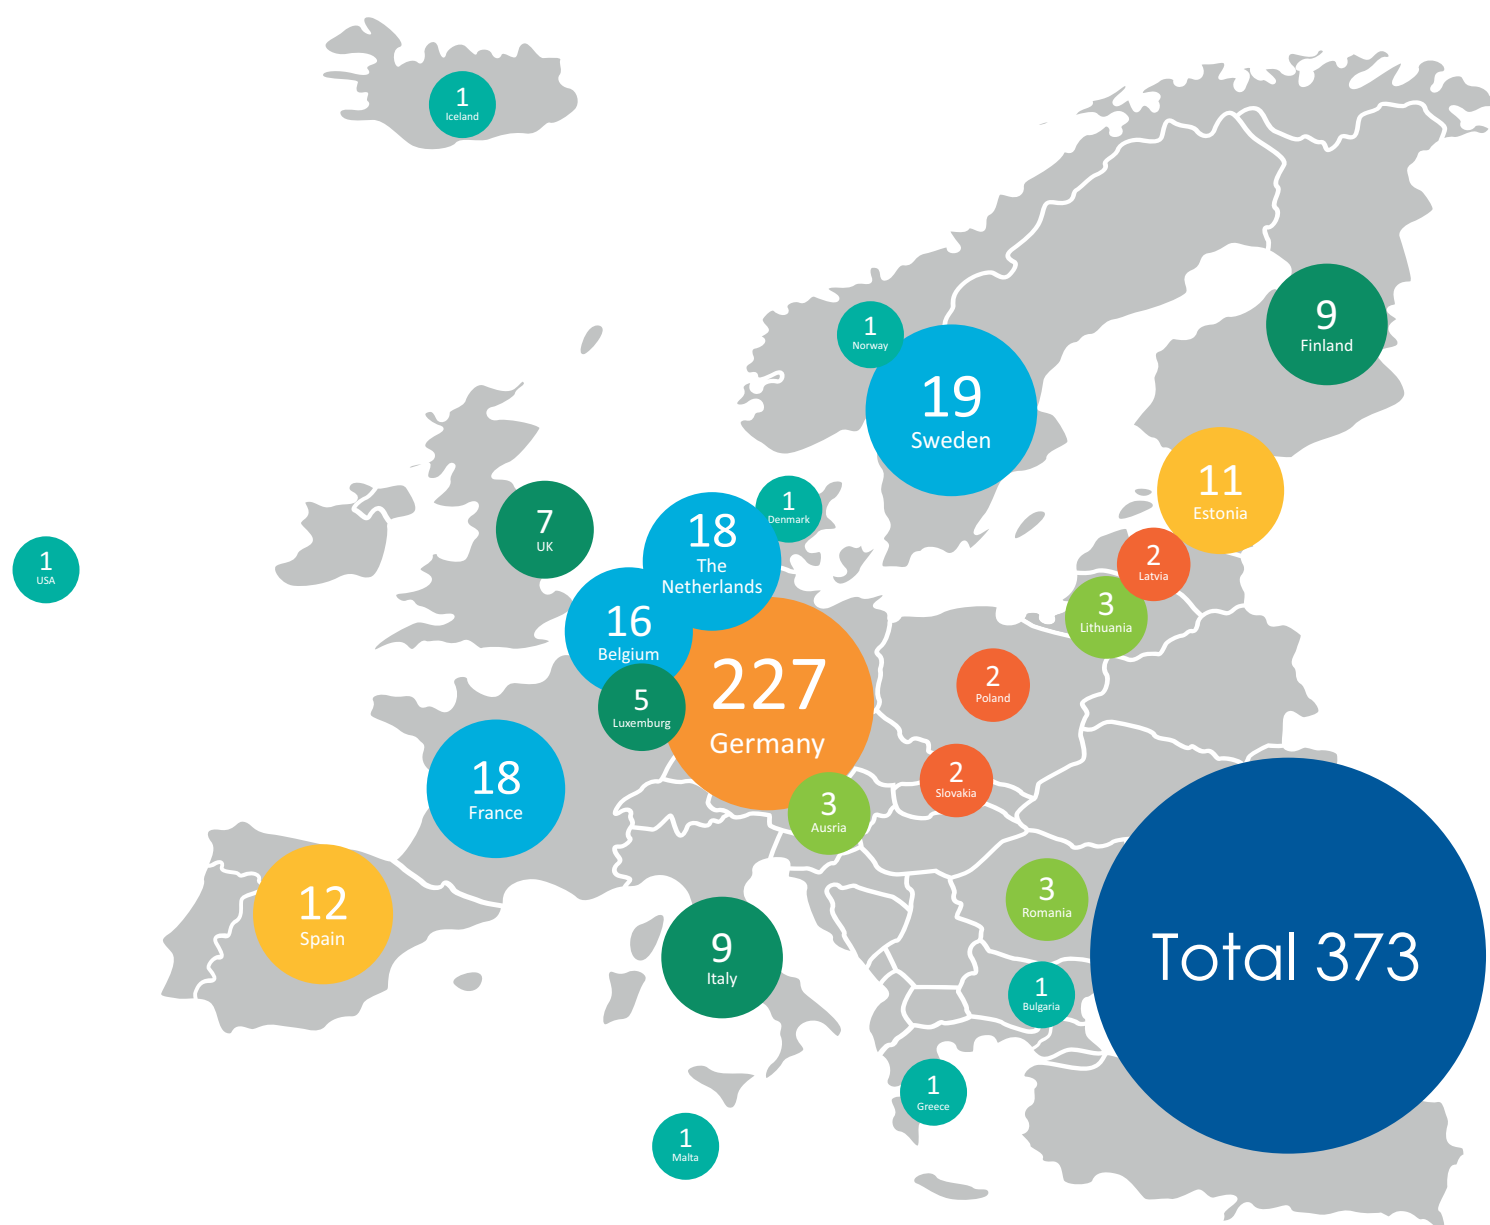 1
Iceland
9
Finland
1
Norway
19
Sweden
11
Estonia
7
UK
1
Denmark
18
The
Netherlands
1
USA
2
Latvia
3
Lithuania
16
Belgium
227
Germany
2
Poland
5
Luxemburg
18
France
2
Slovakia
3
Ausria
12
Spain
3
Romania
9
Italy
Total 373
1
Bulgaria
1
Greece
1
Malta